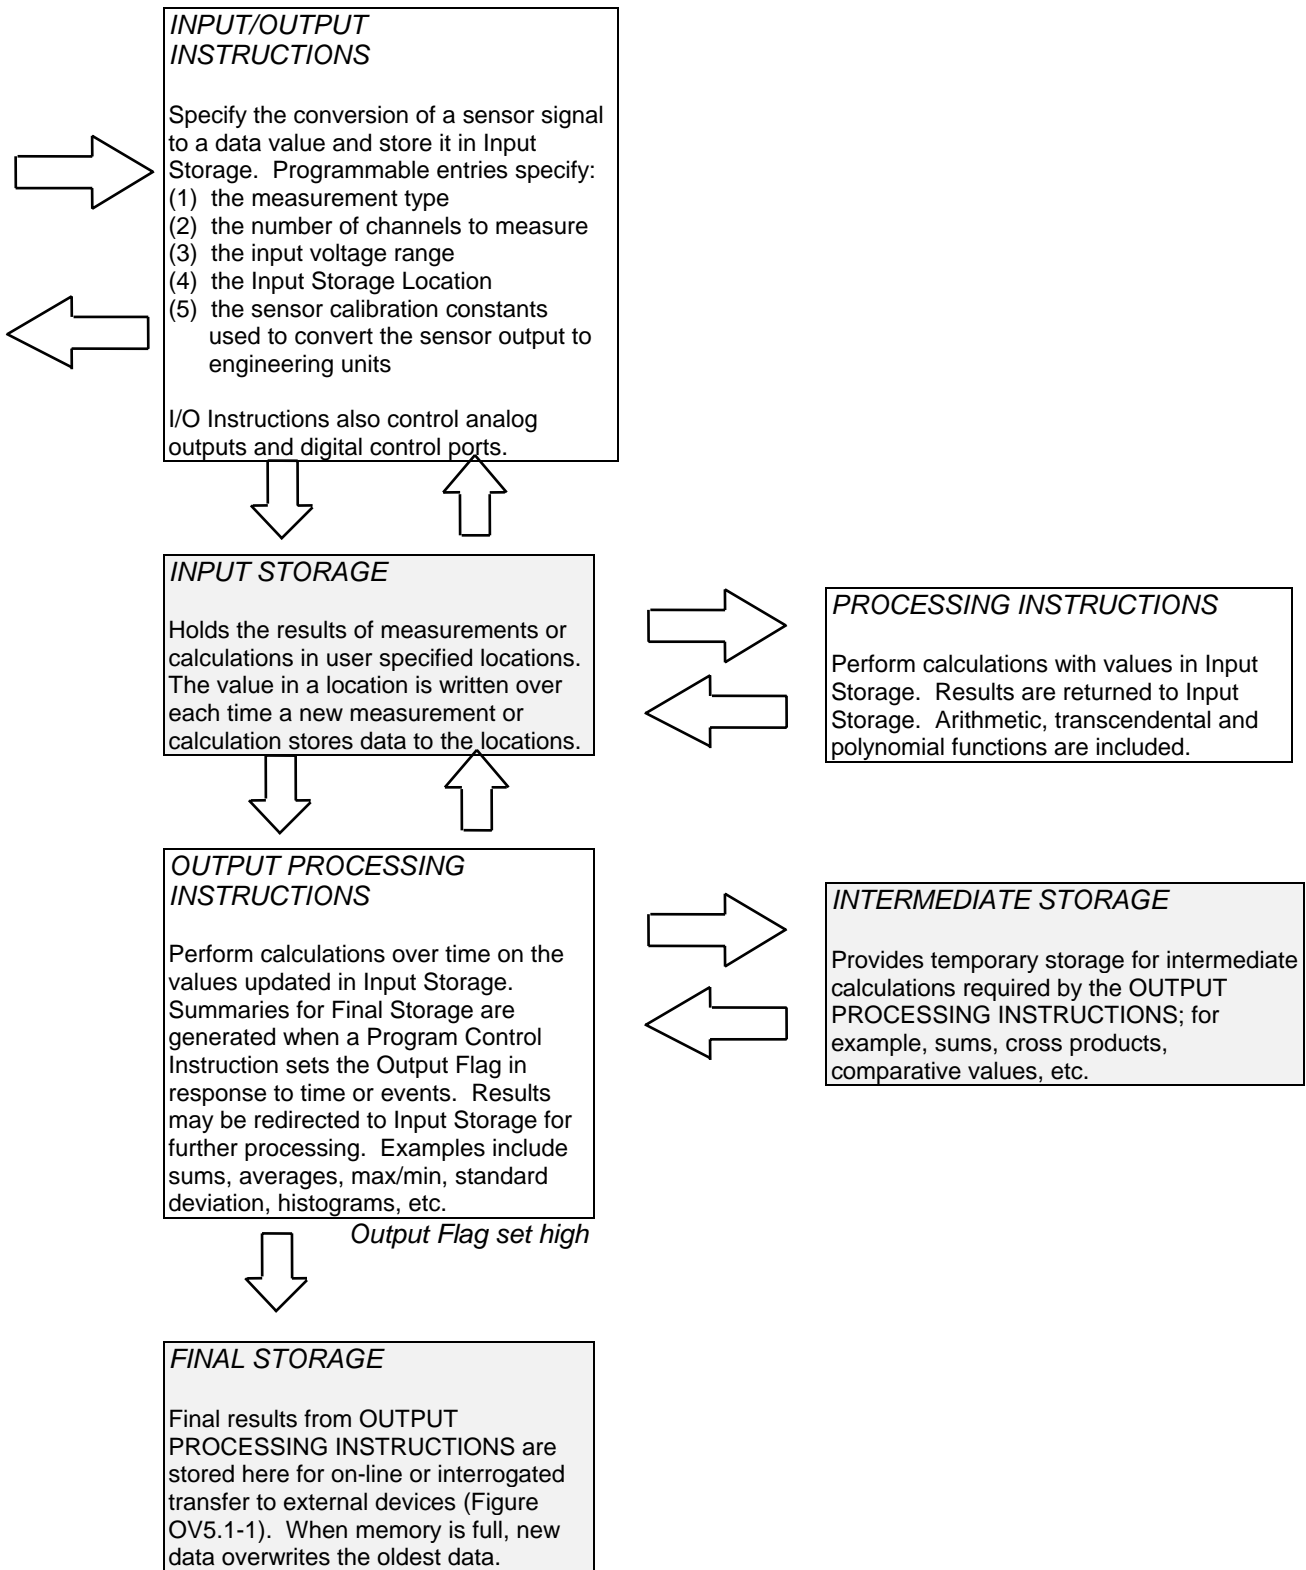 INPUT/OUTPUT
INSTRUCTIONS
Specify the conversion of a sensor signal
to a data value and store it in Input
Storage.  Programmable entries specify:
(1)  the measurement type
(2)  the number of channels to measure
(3)  the input voltage range
(4)  the Input Storage Location
(5)  the sensor calibration constants
used to convert the sensor output to
engineering units
I/O Instructions also control analog
outputs and digital control ports.
INPUT STORAGE
Holds the results of measurements or
calculations in user specified locations.
The value in a location is written over
each time a new measurement or
calculation stores data to the locations.
PROCESSING INSTRUCTIONS
Perform calculations with values in Input
Storage.  Results are returned to Input
Storage.  Arithmetic, transcendental and
polynomial functions are included.
OUTPUT PROCESSING
INSTRUCTIONS
Perform calculations over time on the
values updated in Input Storage.
Summaries for Final Storage are
generated when a Program Control
Instruction sets the Output Flag in
response to time or events.  Results
may be redirected to Input Storage for
further processing.  Examples include
sums, averages, max/min, standard
deviation, histograms, etc.
INTERMEDIATE STORAGE
Provides temporary storage for intermediate
calculations required by the OUTPUT
PROCESSING INSTRUCTIONS; for
example, sums, cross products,
comparative values, etc.
Output Flag set high
FINAL STORAGE
Final results from OUTPUT
PROCESSING INSTRUCTIONS are
stored here for on-line or interrogated
transfer to external devices (Figure
OV5.1-1).  When memory is full, new
data overwrites the oldest data.